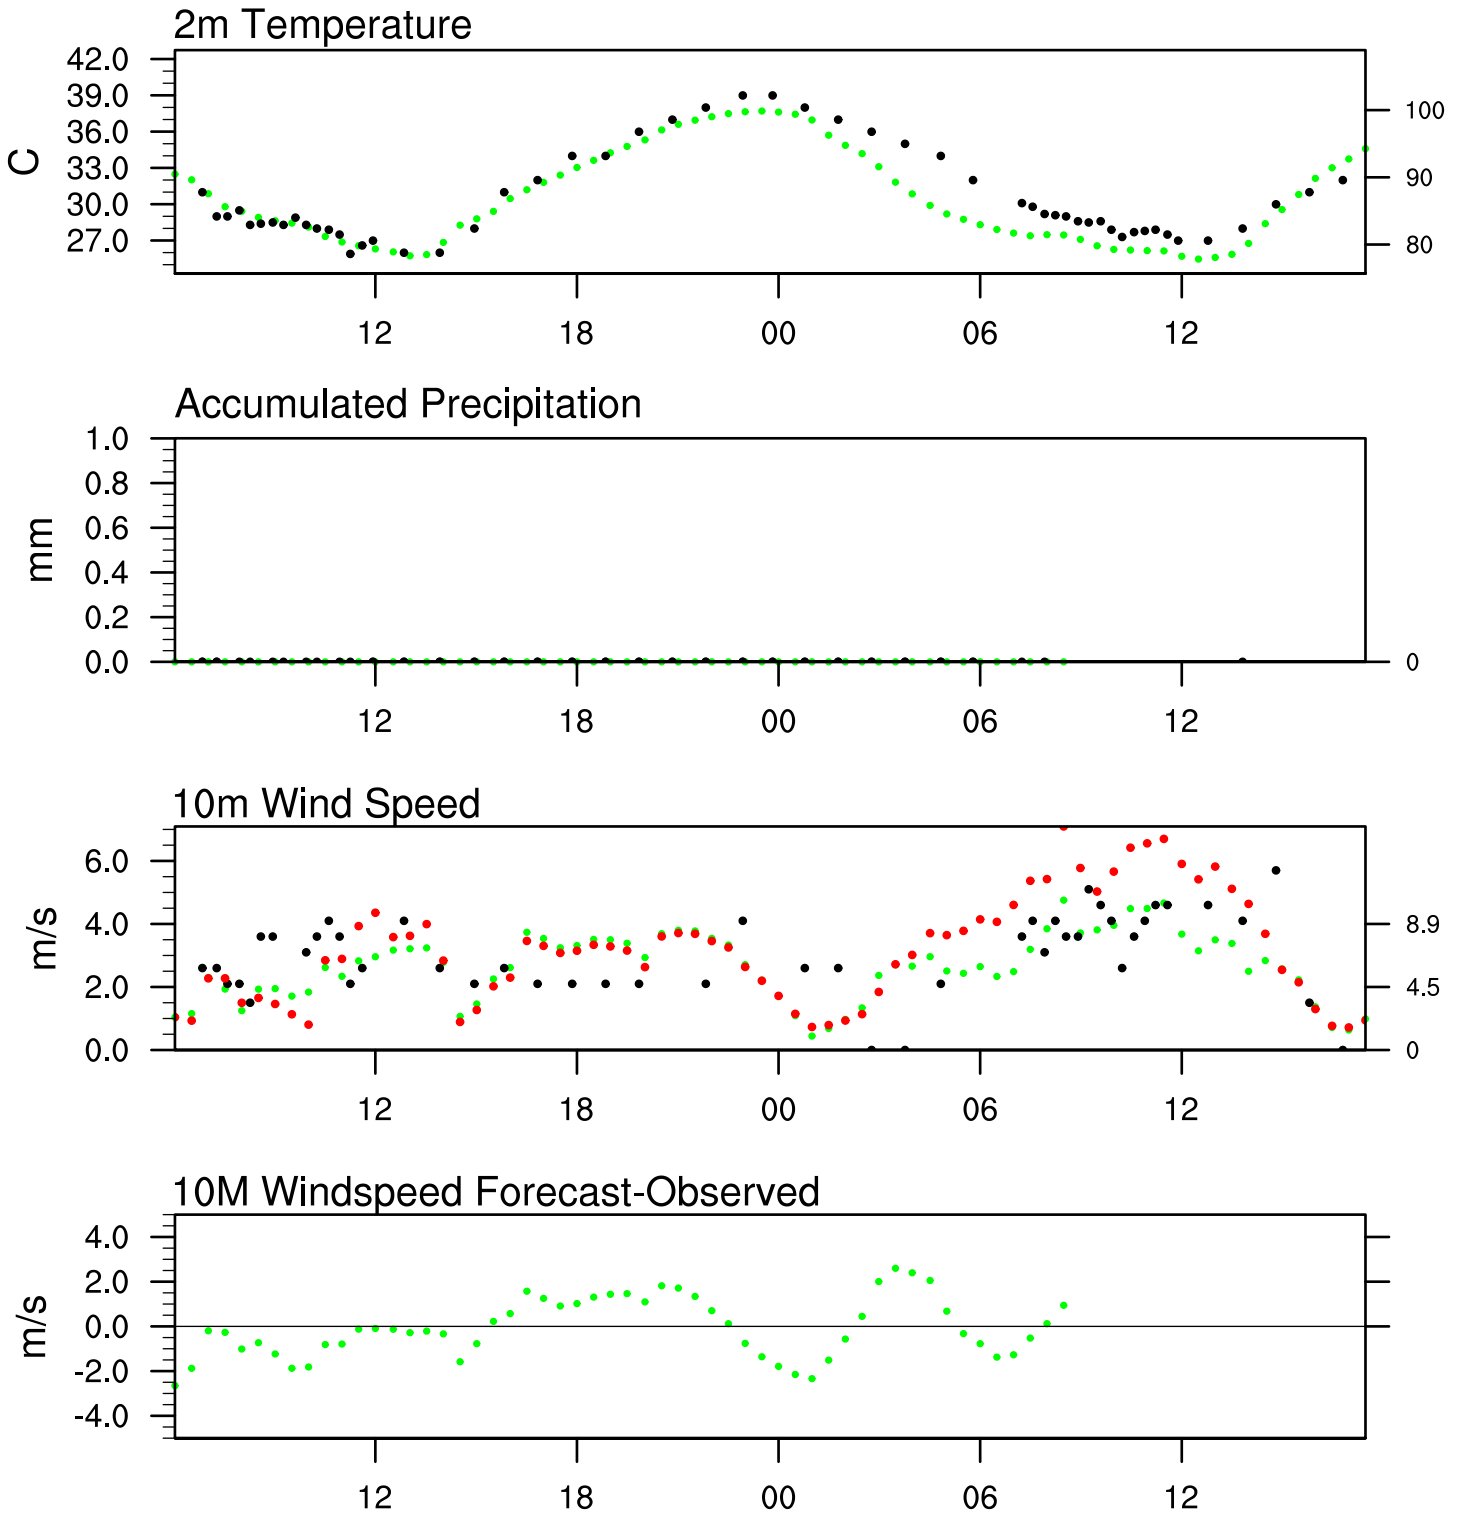 2m Temperature
42.0
39.0
36.0
33.0
30.0
27.0
C
100
90
80
12 18 00 06 12
Accumulated Precipitation
1.0
0.8
0.6
0.4
0.2
0.0
mm
0
12 18 00 06 12
10m Wind Speed
6.0
4.0
2.0
0.0
m/s
8.9
4.5
0
12 18 00 06 12
10M Windspeed Forecast-Observed
4.0
2.0
0.0
-2.0
-4.0
m/s
12 18 00 06 12